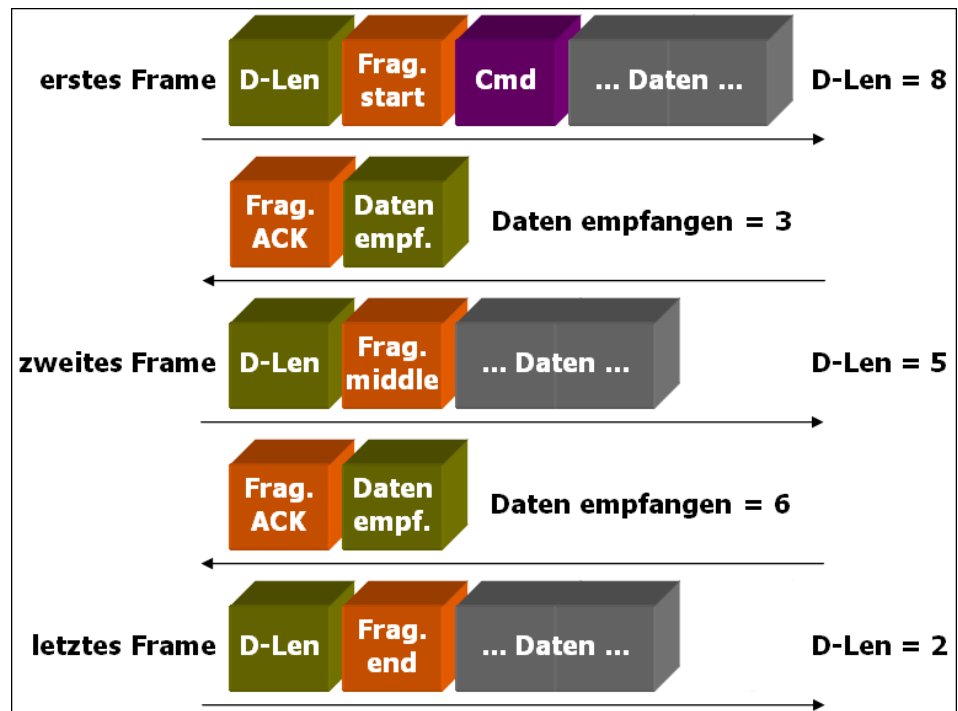 erstes Frame D-Len Frag. start Cmd ... Daten ... D-Len = 8
Frag. ACK Daten empf. Daten empfangen = 3
zweites Frame D-Len Frag. middle ... Daten ... D-Len = 5
Frag. ACK Daten empf. Daten empfangen = 6
letztes Frame D-Len Frag. end ... Daten ... D-Len = 2